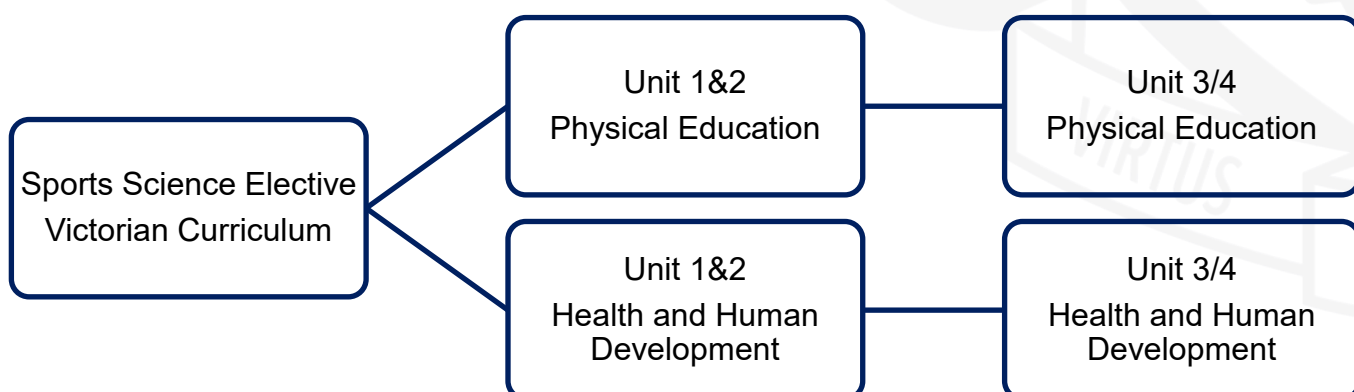 Sports Science Elective
Victorian Curriculum
Unit 1&2
Physical Education
Unit 3/4
Physical Education
Unit 1&2
Health and Human
Development
Unit 3/4
Health and Human
Development
VIRTUS